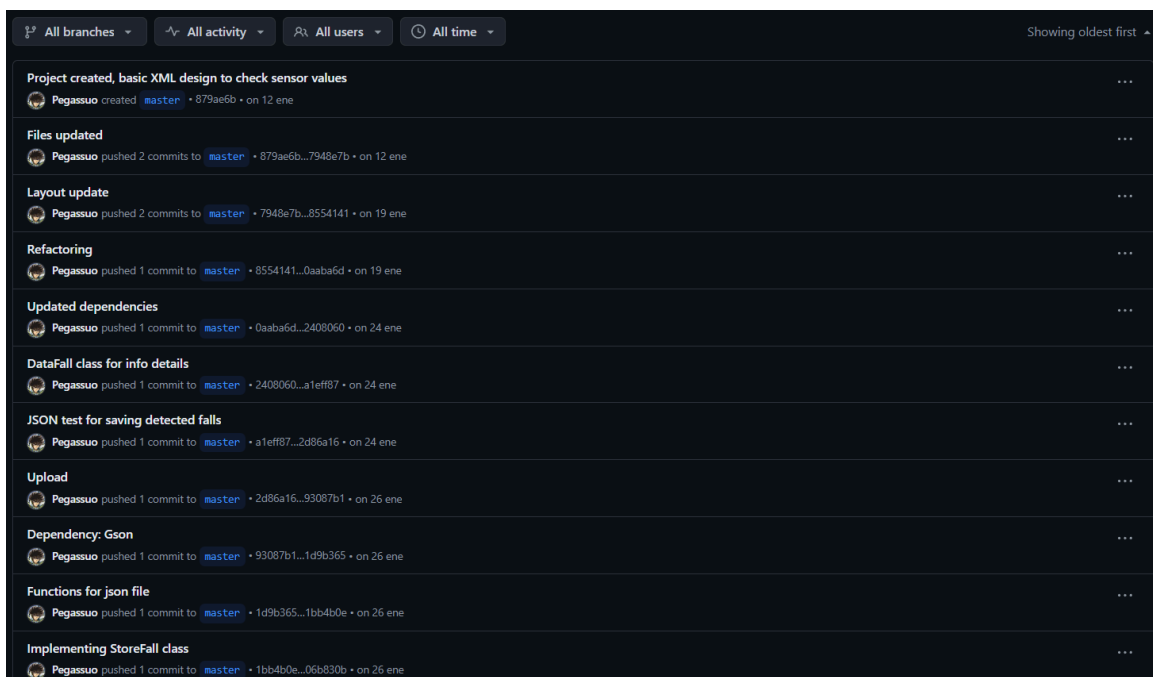 All branches All activity All users All time Showing oldest first
Project created, basic XML design to check sensor values
Pegassuo created master • 879ae6b • on 12 ene
Files updated
Pegassuo pushed 2 commits to master • 879ae6b...7948e7b • on 12 ene
Layout update
Pegassuo pushed 2 commits to master • 7948e7b...8554141 • on 19 ene
Refactoring
Pegassuo pushed 1 commit to master • 8554141...0aaba6d • on 19 ene
Updated dependencies
Pegassuo pushed 1 commit to master • 0aaba6d...2408060 • on 24 ene
DataFall class for info details
Pegassuo pushed 1 commit to master • 2408060...a1eff87 • on 24 ene
JSON test for saving detected falls
Pegassuo pushed 1 commit to master • a1eff87...2d86a16 • on 24 ene
Upload
Pegassuo pushed 1 commit to master • 2d86a16...93087b1 • on 26 ene
Dependency: Gson
Pegassuo pushed 1 commit to master • 93087b1...1d9b365 • on 26 ene
Functions for json file
Pegassuo pushed 1 commit to master • 1d9b365...1bb4b0e • on 26 ene
Implementing StoreFall class
Pegassuo pushed 1 commit to master • 1bb4b0e...06b830b • on 26 ene